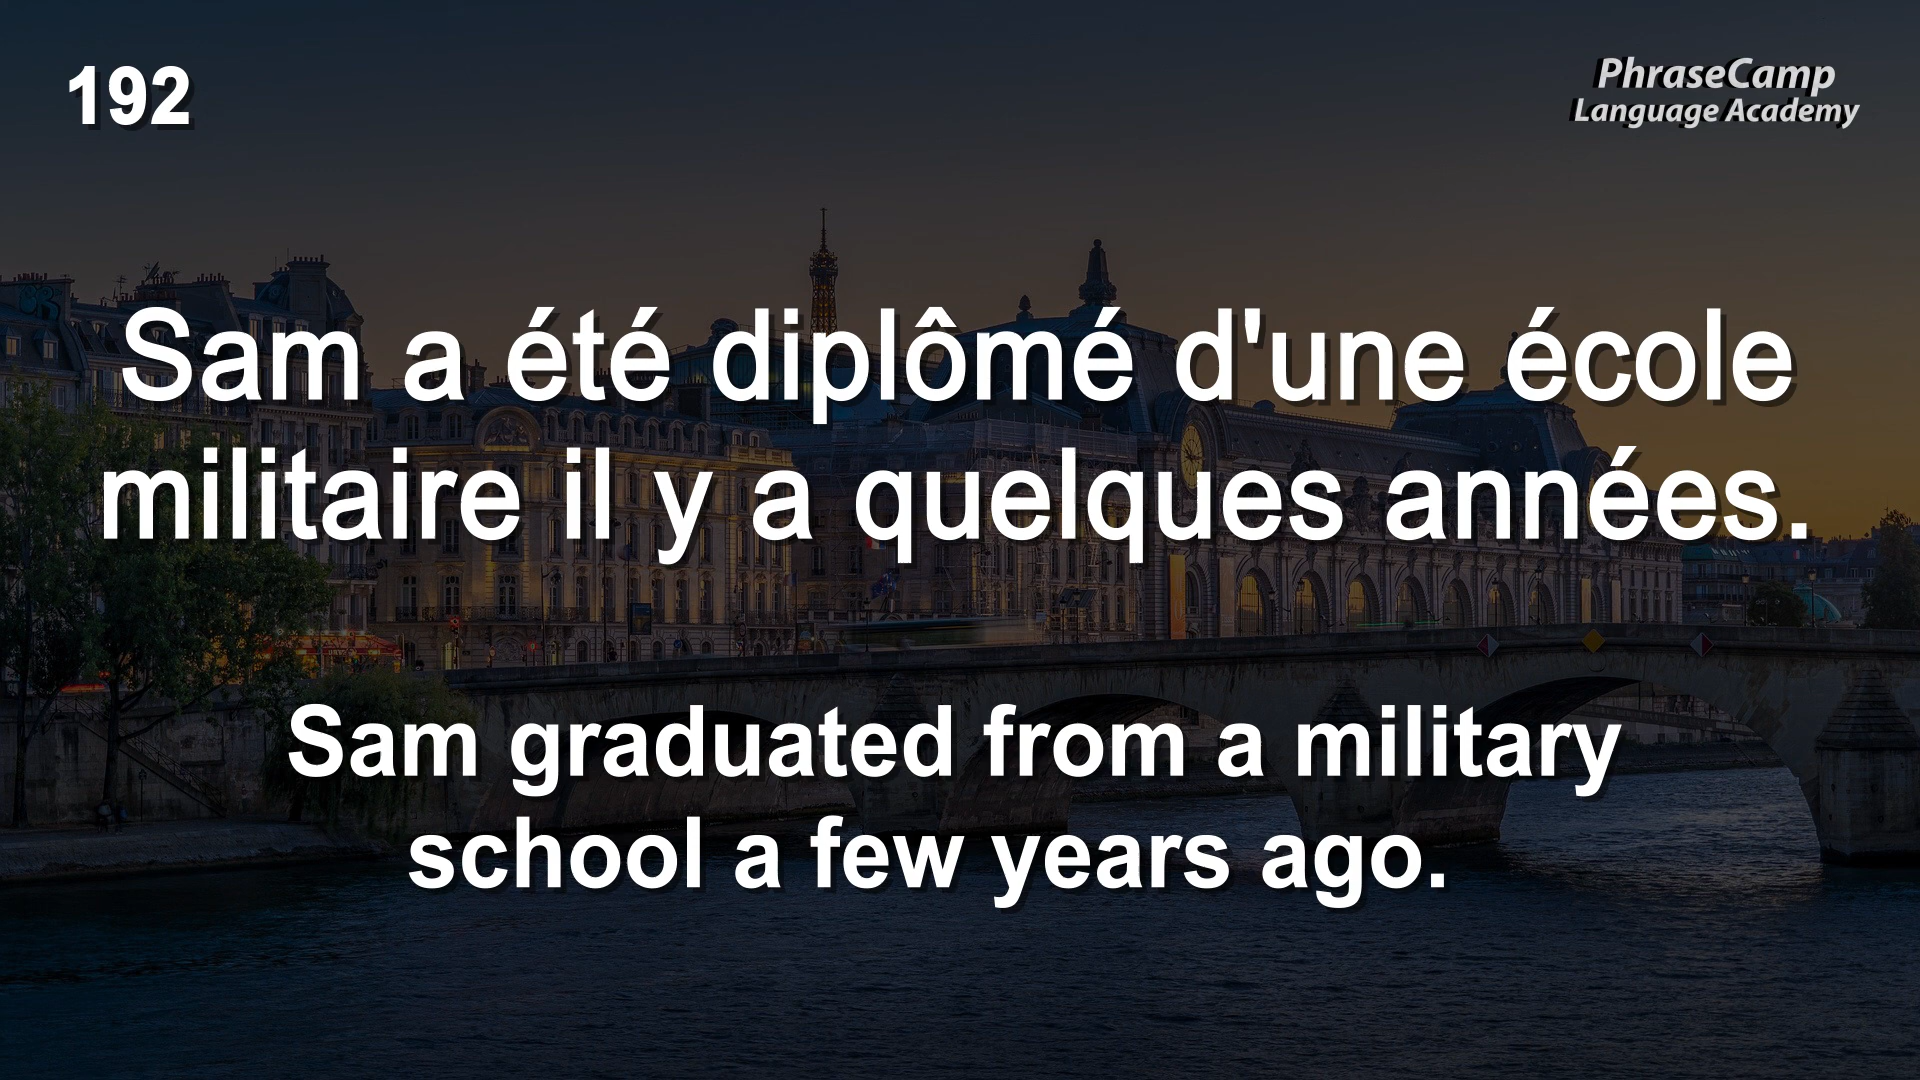 192
PhraseCamp
Language Academy
Sam a été diplômé d'une école
militaire il y a quelques années.
Sam graduated from a military
school a few years ago.